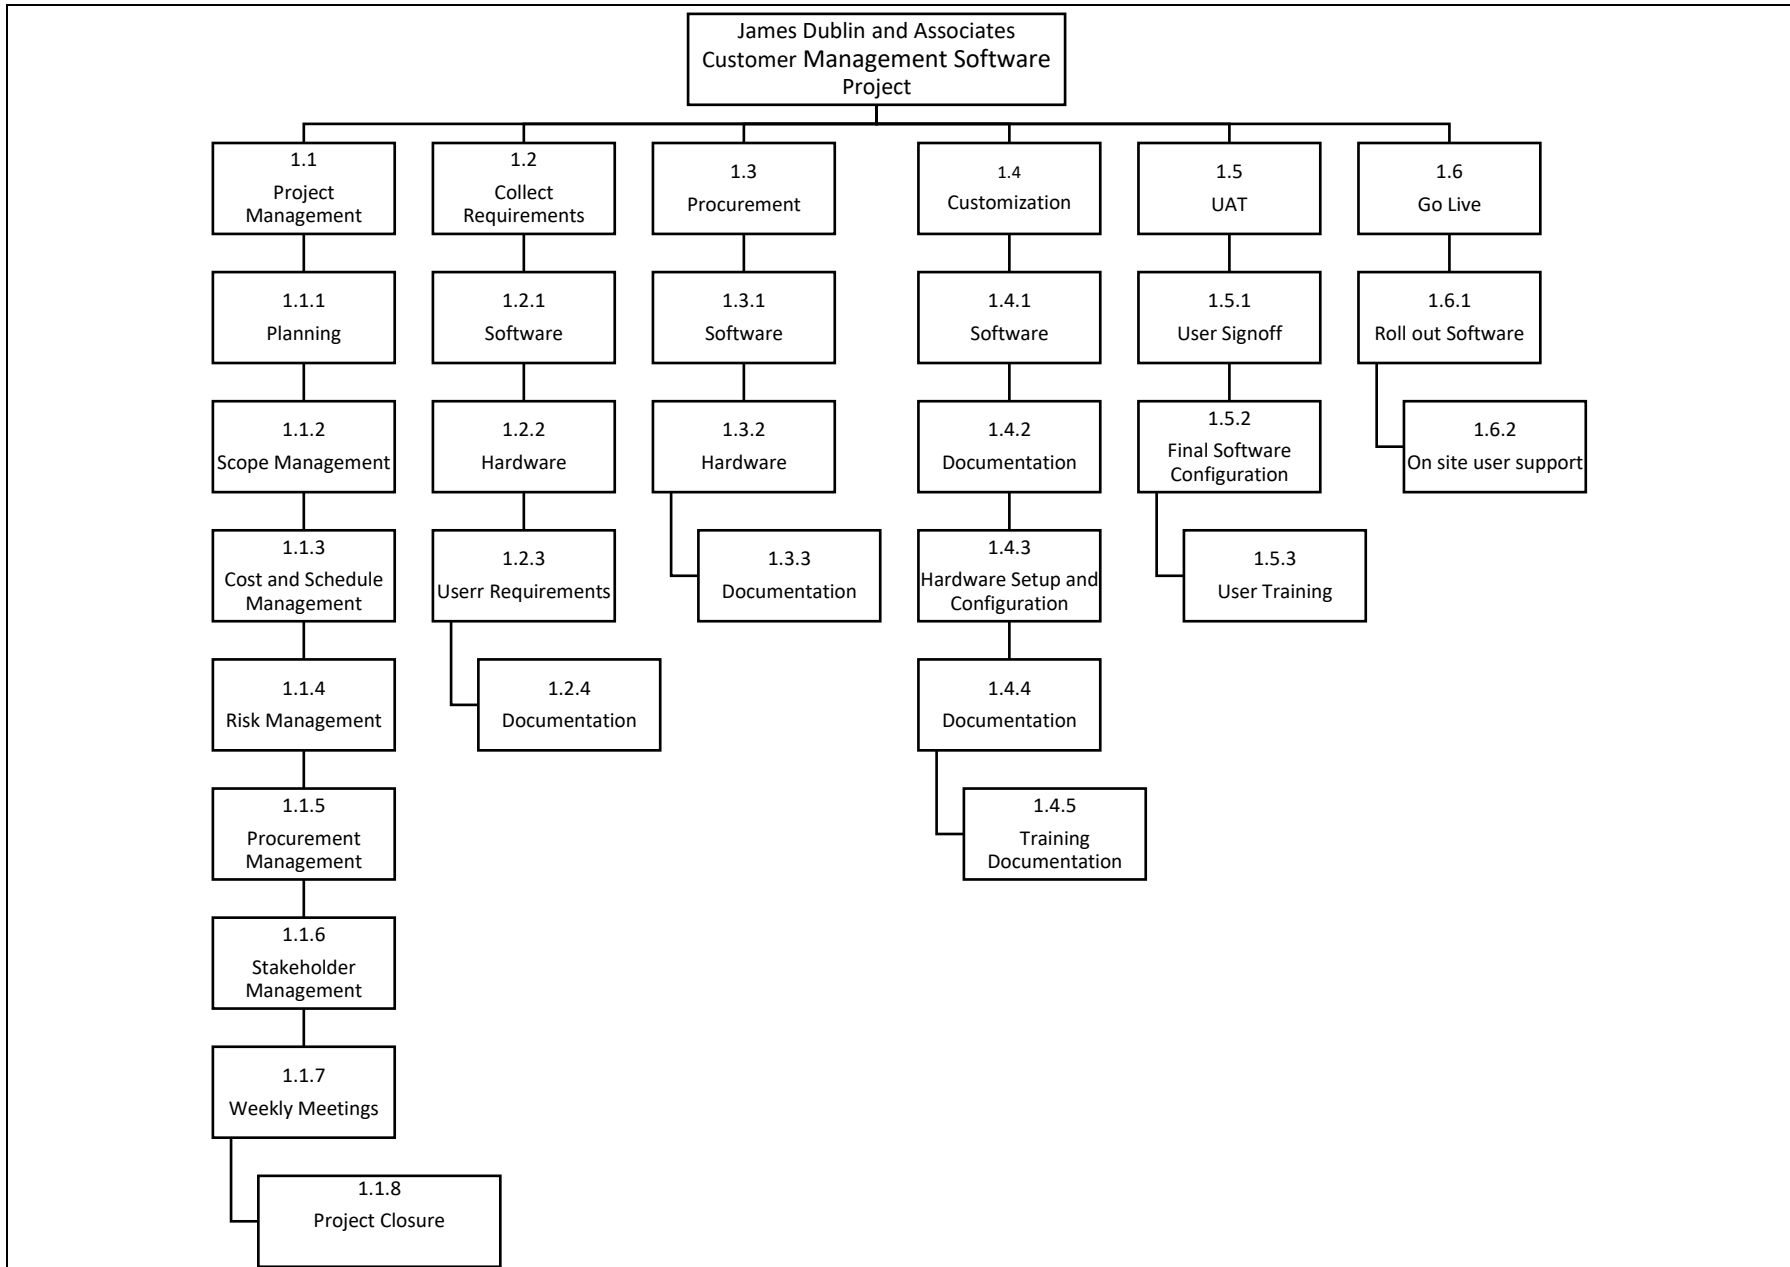 James Dublin and Associates
Customer Management Software
Project
1.1
Project
Management
1.2
Collect
Requirements
1.3
Procurement
1.4
Customization
1.5
UAT
1.6
Go Live
1.1.1
Planning
1.2.1
Software
1.3.1
Software
1.4.1
Software
1.5.1
User Signoff
1.6.1
Roll out Software
1.1.2
Scope Management
1.2.2
Hardware
1.3.2
Hardware
1.4.2
Documentation
1.5.2
Final Software
Configuration
1.6.2
On site user support
1.1.3
Cost and Schedule
Management
1.2.3
Userr Requirements
1.3.3
Documentation
1.4.3
Hardware Setup and
Configuration
1.5.3
User Training
1.1.4
Risk Management
1.2.4
Documentation
1.4.4
Documentation
1.1.5
Procurement
Management
1.4.5
Training
Documentation
1.1.6
Stakeholder
Management
1.1.7
Weekly Meetings
1.1.8
Project Closure